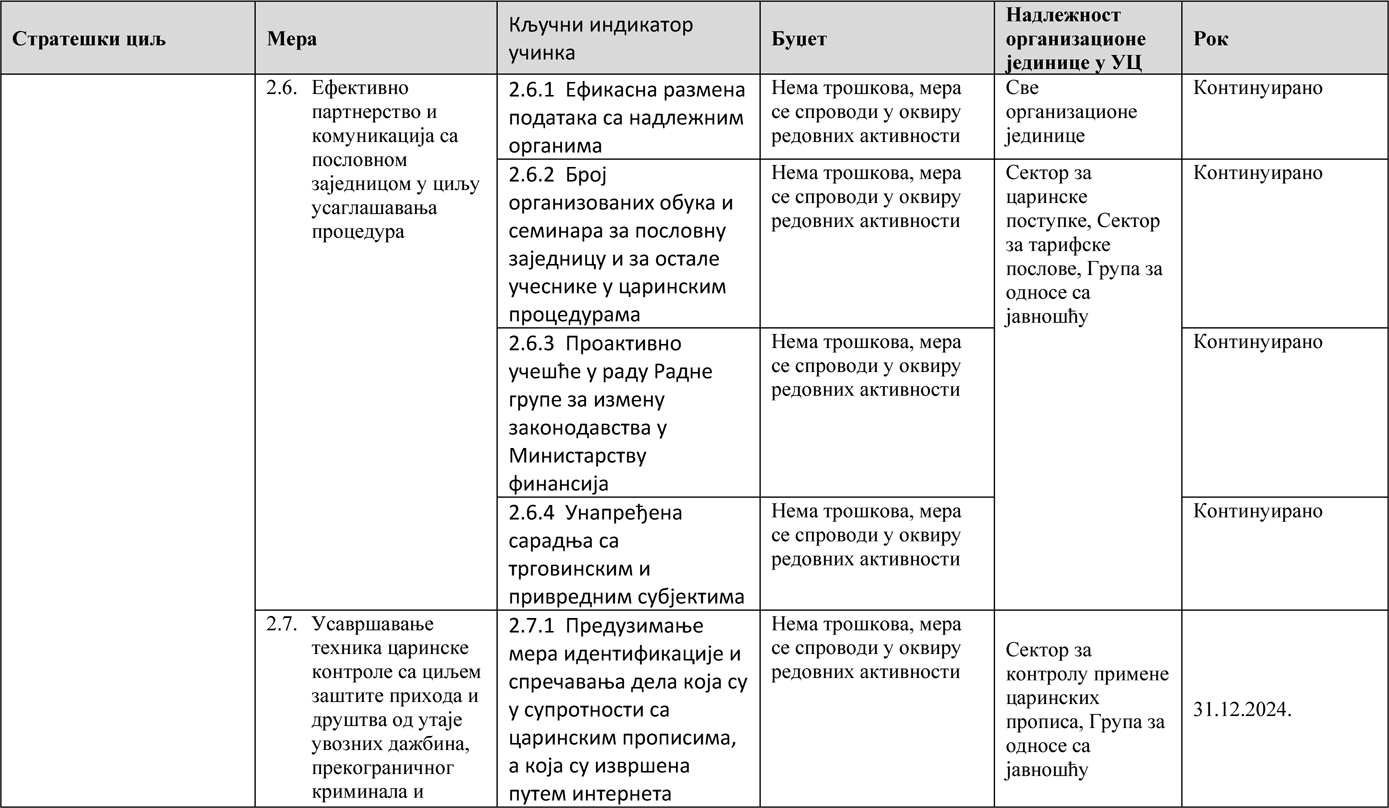 Стратешки циљ
Мера
Кључни индикатор
учинка
Буџет
Надлежност
организационе
јединице у УЦ
Рок
2.6. Ефективно
партнерство и
комуникација са
пословном
заједницом у циљу
усаглашавања
процедура
2.6.1 Ефикасна размена
података са надлежним
органима
Нема трошкова, мера
се спроводи у оквиру
редовних активности
Све
организационе
јединице
Континуирано
2.6.2 Број
организованих обука и
семинара за пословну
заједницу и за остале
учеснике у царинским
процедурама
Нема трошкова, мера
се спроводи у оквиру
редовних активности
Сектор за
царинске
поступке, Сектор
за тарифске
послове, Група за
односе са
јавношћу
Континуирано
2.6.3 Проактивно
учешће у раду Радне
групе за измену
законодавства у
Министарству
финансија
Нема трошкова, мера
се спроводи у оквиру
редовних активности
Континуирано
2.6.4 Унапређена
сарадња са
трговинским и
привредним субјектима
Нема трошкова, мера
се спроводи у оквиру
редовних активности
Континуирано
2.7. Усавршавање
техника царинске
контроле са циљем
заштите прихода и
друштва од утаје
увозних дажбина,
прекограничног
криминала и
2.7.1 Предузимање
мера идентификације и
спречавања дела која су
у супротности са
царинским прописима,
а која су извршена
путем интернета
Нема трошкова, мера
се спроводи у оквиру
редовних активности
Сектор за
контролу примене
царинских
прописа, Група за
односе са
јавношћу
31.12.2024.